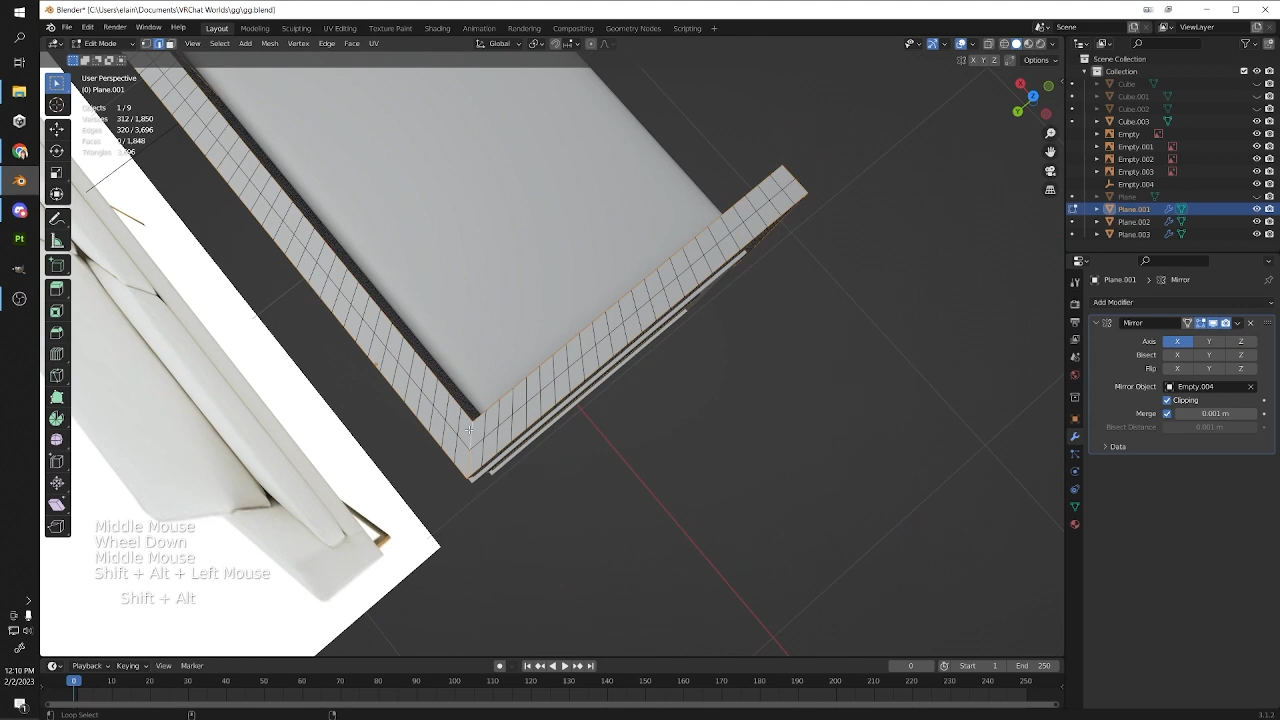 Blender* [C:\Users\elain\Documents\VRChat Worlds\gg\gg.blend]
File Edit Render Window Help
Layout Modeling Sculpting UV Editing Texture Paint Shading Animation Rendering Compositing Geometry Nodes Scripting +
Scene
ViewLayer
Edit Mode
View Select Add Mesh Vertex Edge Face UV
Global
X Y Z
Options
User Perspective
(0) Plane.001
Objects 1/9
Vertices 312 / 1,850
Edges 320 / 3,696
Faces 0 / 1,848
Triangles
X
Y
Z
Scene Collection
Collection
Cube
Cube.001
Cube.002
Cube.003
Empty
Empty.001
Empty.002
Empty.003
Empty.004
Plane
Plane.001
Plane.002
Plane.003
Plane.001 > Mirror
Add Modifier
Mirror
Axis X Y Z
Bisect X Y Z
Flip X Y Z
Mirror Object Empty.004
Clipping
Merge 0.001 m
Bisect Distance 0.001 m
Data
Middle Mouse
Wheel Down
Middle Mouse
Shift + Alt + Left Mouse
Shift + Alt
Pt
12:10 PM
2/2/2023
Playback Keying View Marker
0
Start 1
End 250
0 10 20 30 40 50 60 70 80 90 100 110 120 130 140 150 160 170 180 190 200 210 220 230 240 250
Loop Select
3.1.2